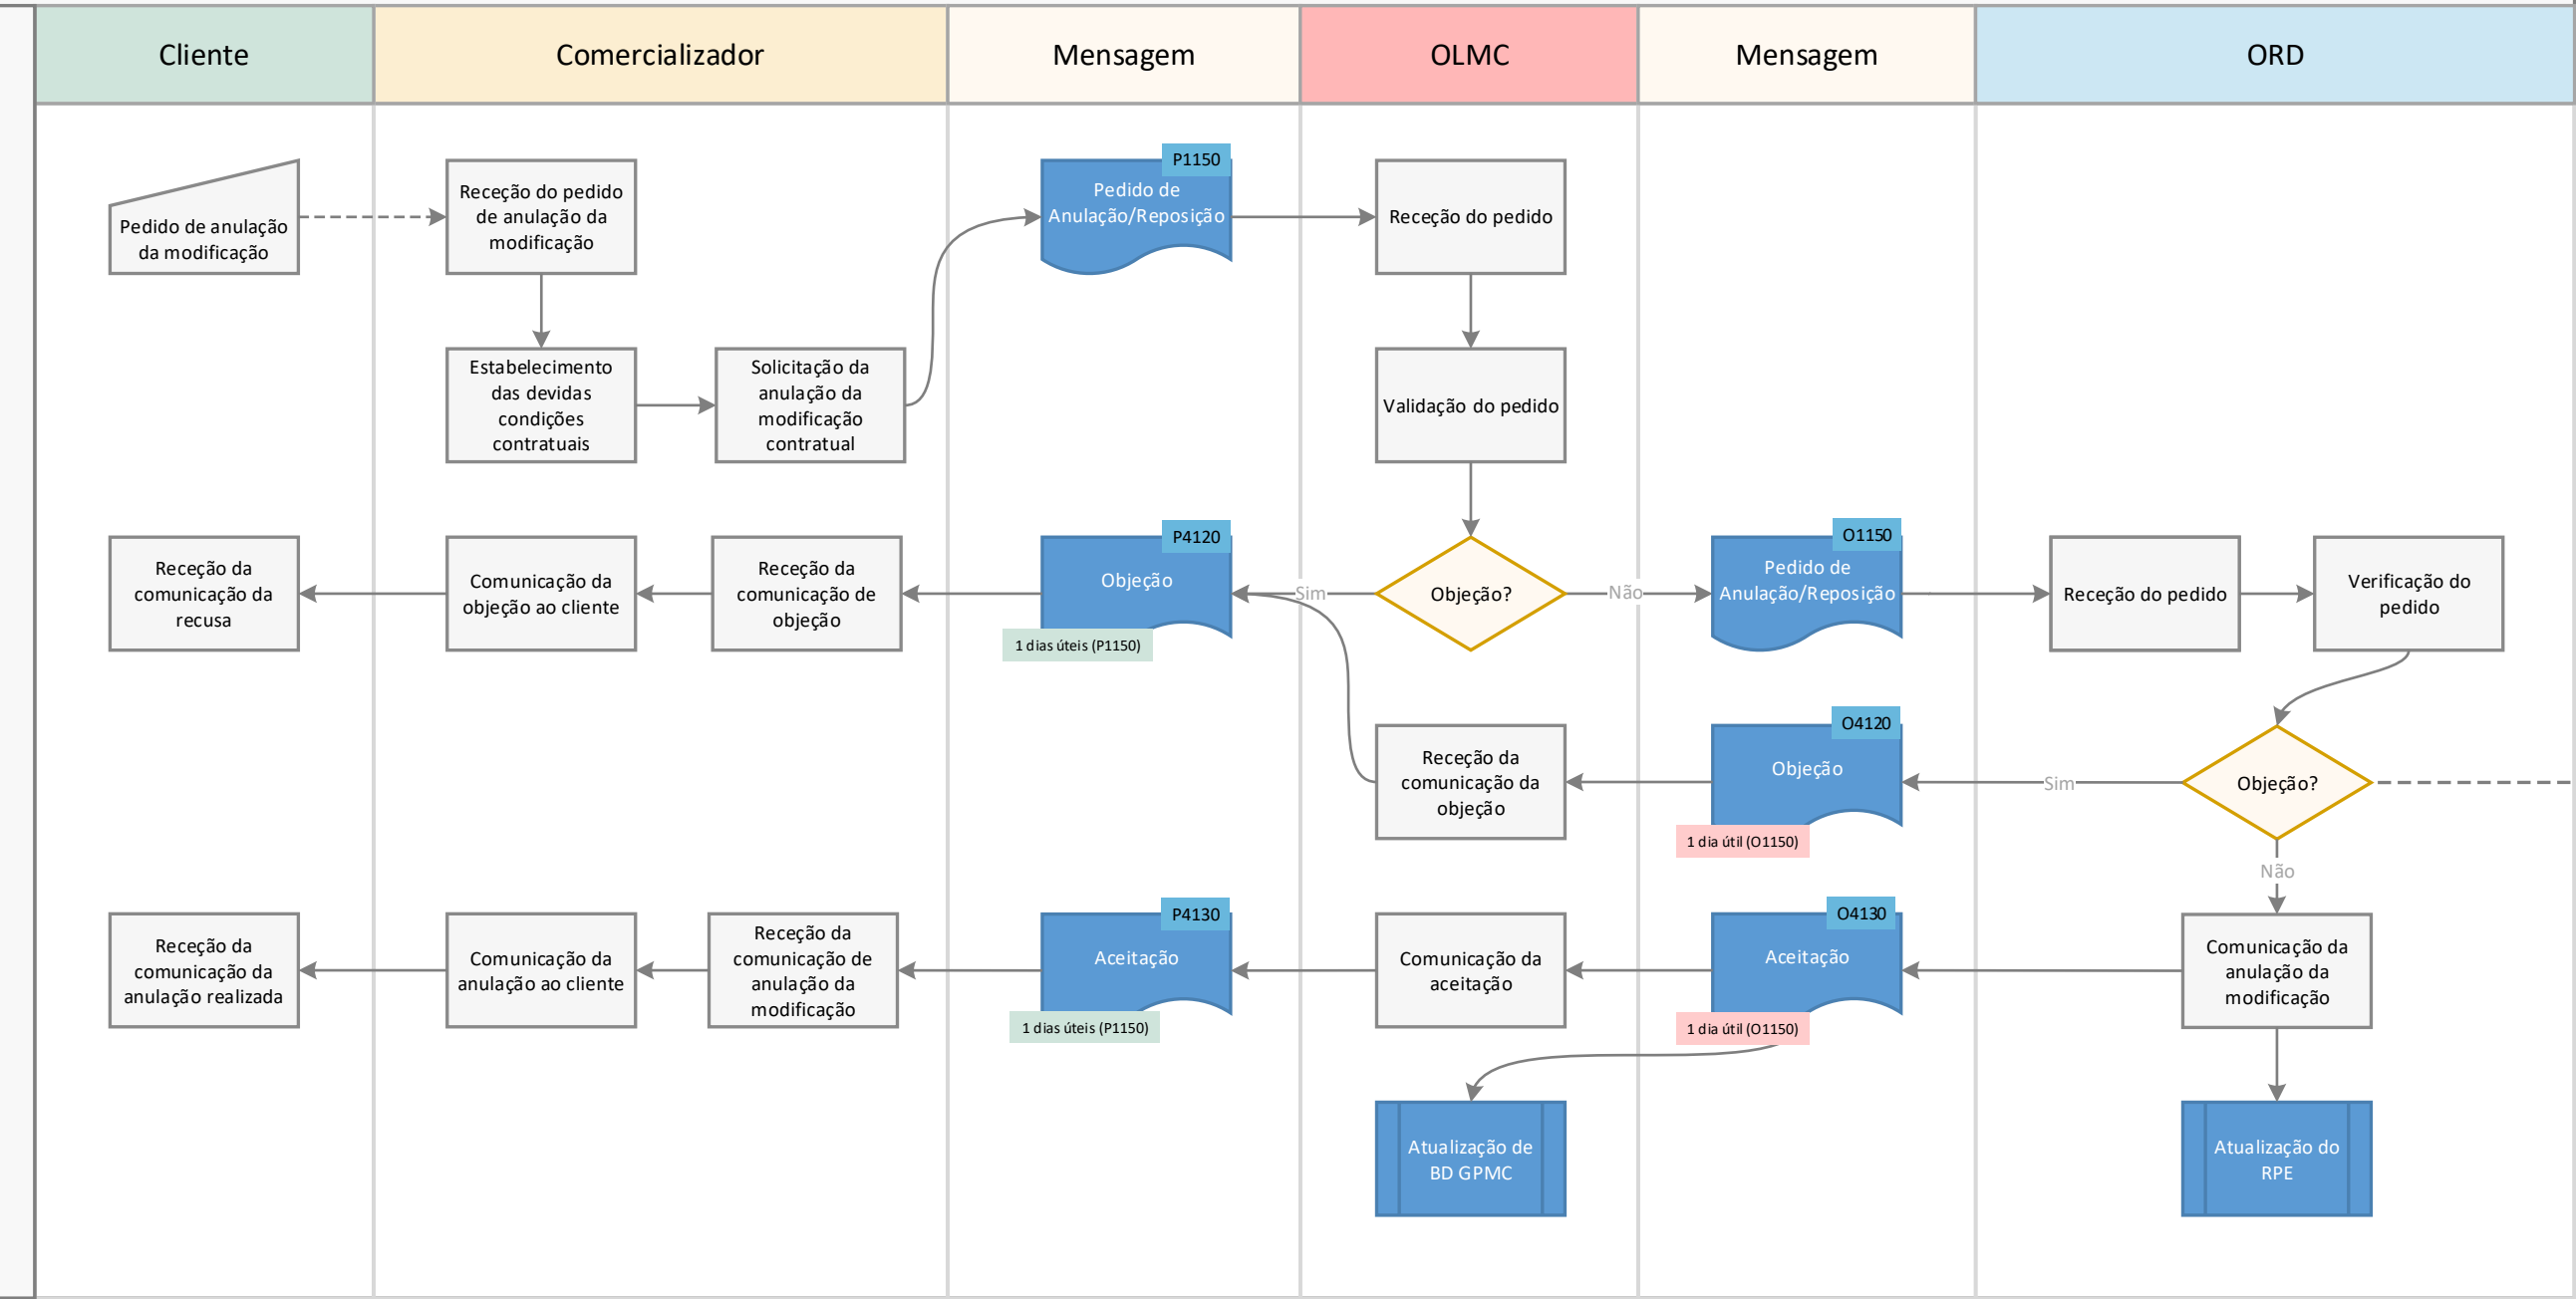 Cliente
Comercializador
Mensagem
OLMC
Mensagem
ORD
Pedido de anulação
da modificação
Receção do pedido
de anulação da
modificação
P1150
Pedido de
Anulação/Reposição
Receção do pedido
Estabelecimento
das devidas
condições
contratuais
Solicitação da
anulação da
modificação
contratual
Validação do pedido
Receção da
comunicação da
recusa
Comunicação da
objeção ao cliente
Receção da
comunicação de
objeção
P4120
Objeção
1 dias úteis (P1150)
Sim
Objeção?
Não
O1150
Pedido de
Anulação/Reposição
Receção do pedido
Verificação do
pedido
Receção da
comunicação da
objeção
O4120
Objeção
1 dia útil (O1150)
Sim
Objeção?
Não
Receção da
comunicação da
anulação realizada
Comunicação da
anulação ao cliente
Receção da
comunicação de
anulação da
modificação
P4130
Aceitação
1 dias úteis (P1150)
Comunicação da
aceitação
O4130
Aceitação
1 dia útil (O1150)
Comunicação da
anulação da
modificação
Atualização de
BD GPMC
Atualização do
RPE